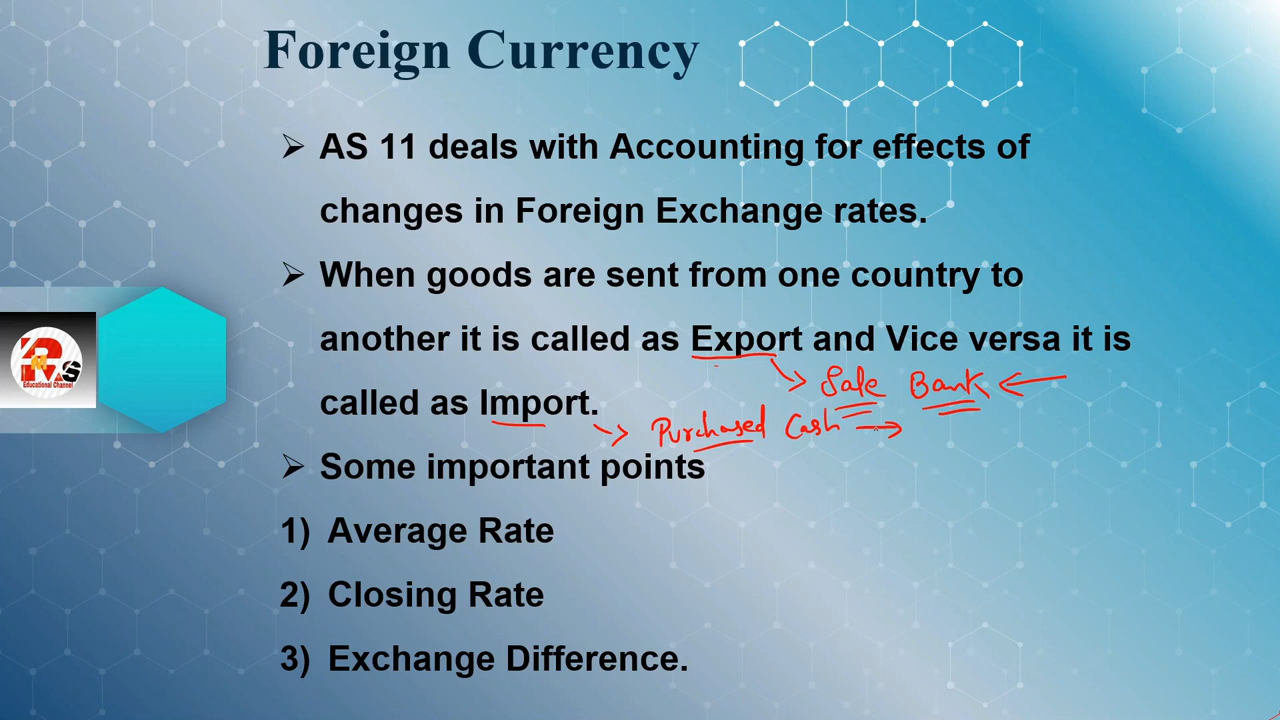 Foreign Currency
➢ AS 11 deals with Accounting for effects of
changes in Foreign Exchange rates.
➢ When goods are sent from one country to
another it is called as Export and Vice versa it is
→ Sale Bank ←
called as Import.
→ Purchased Cash →
➢ Some important points
1) Average Rate
2) Closing Rate
3) Exchange Difference.
Educational Channel